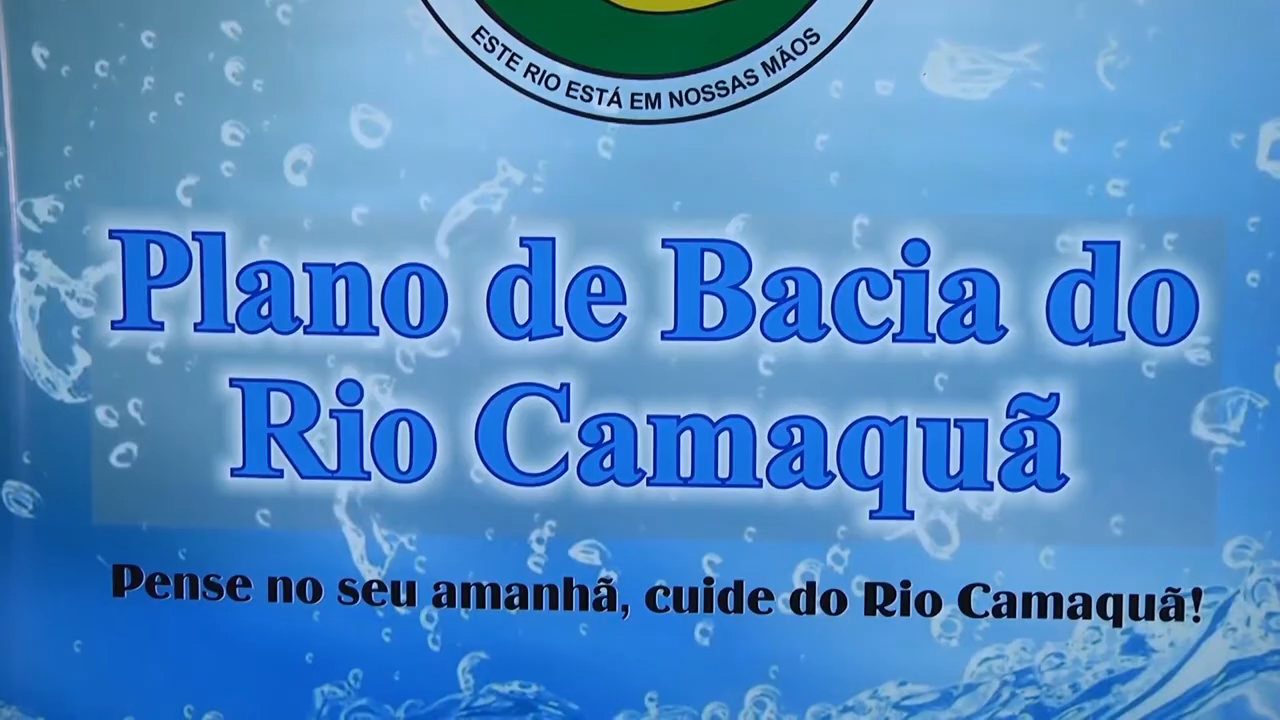 ESTE RIO ESTÁ EM NOSSAS MÃOS
Plano de Bacia do
Rio Camaquã
Pense no seu amanhã, cuide do Rio Camaquã!